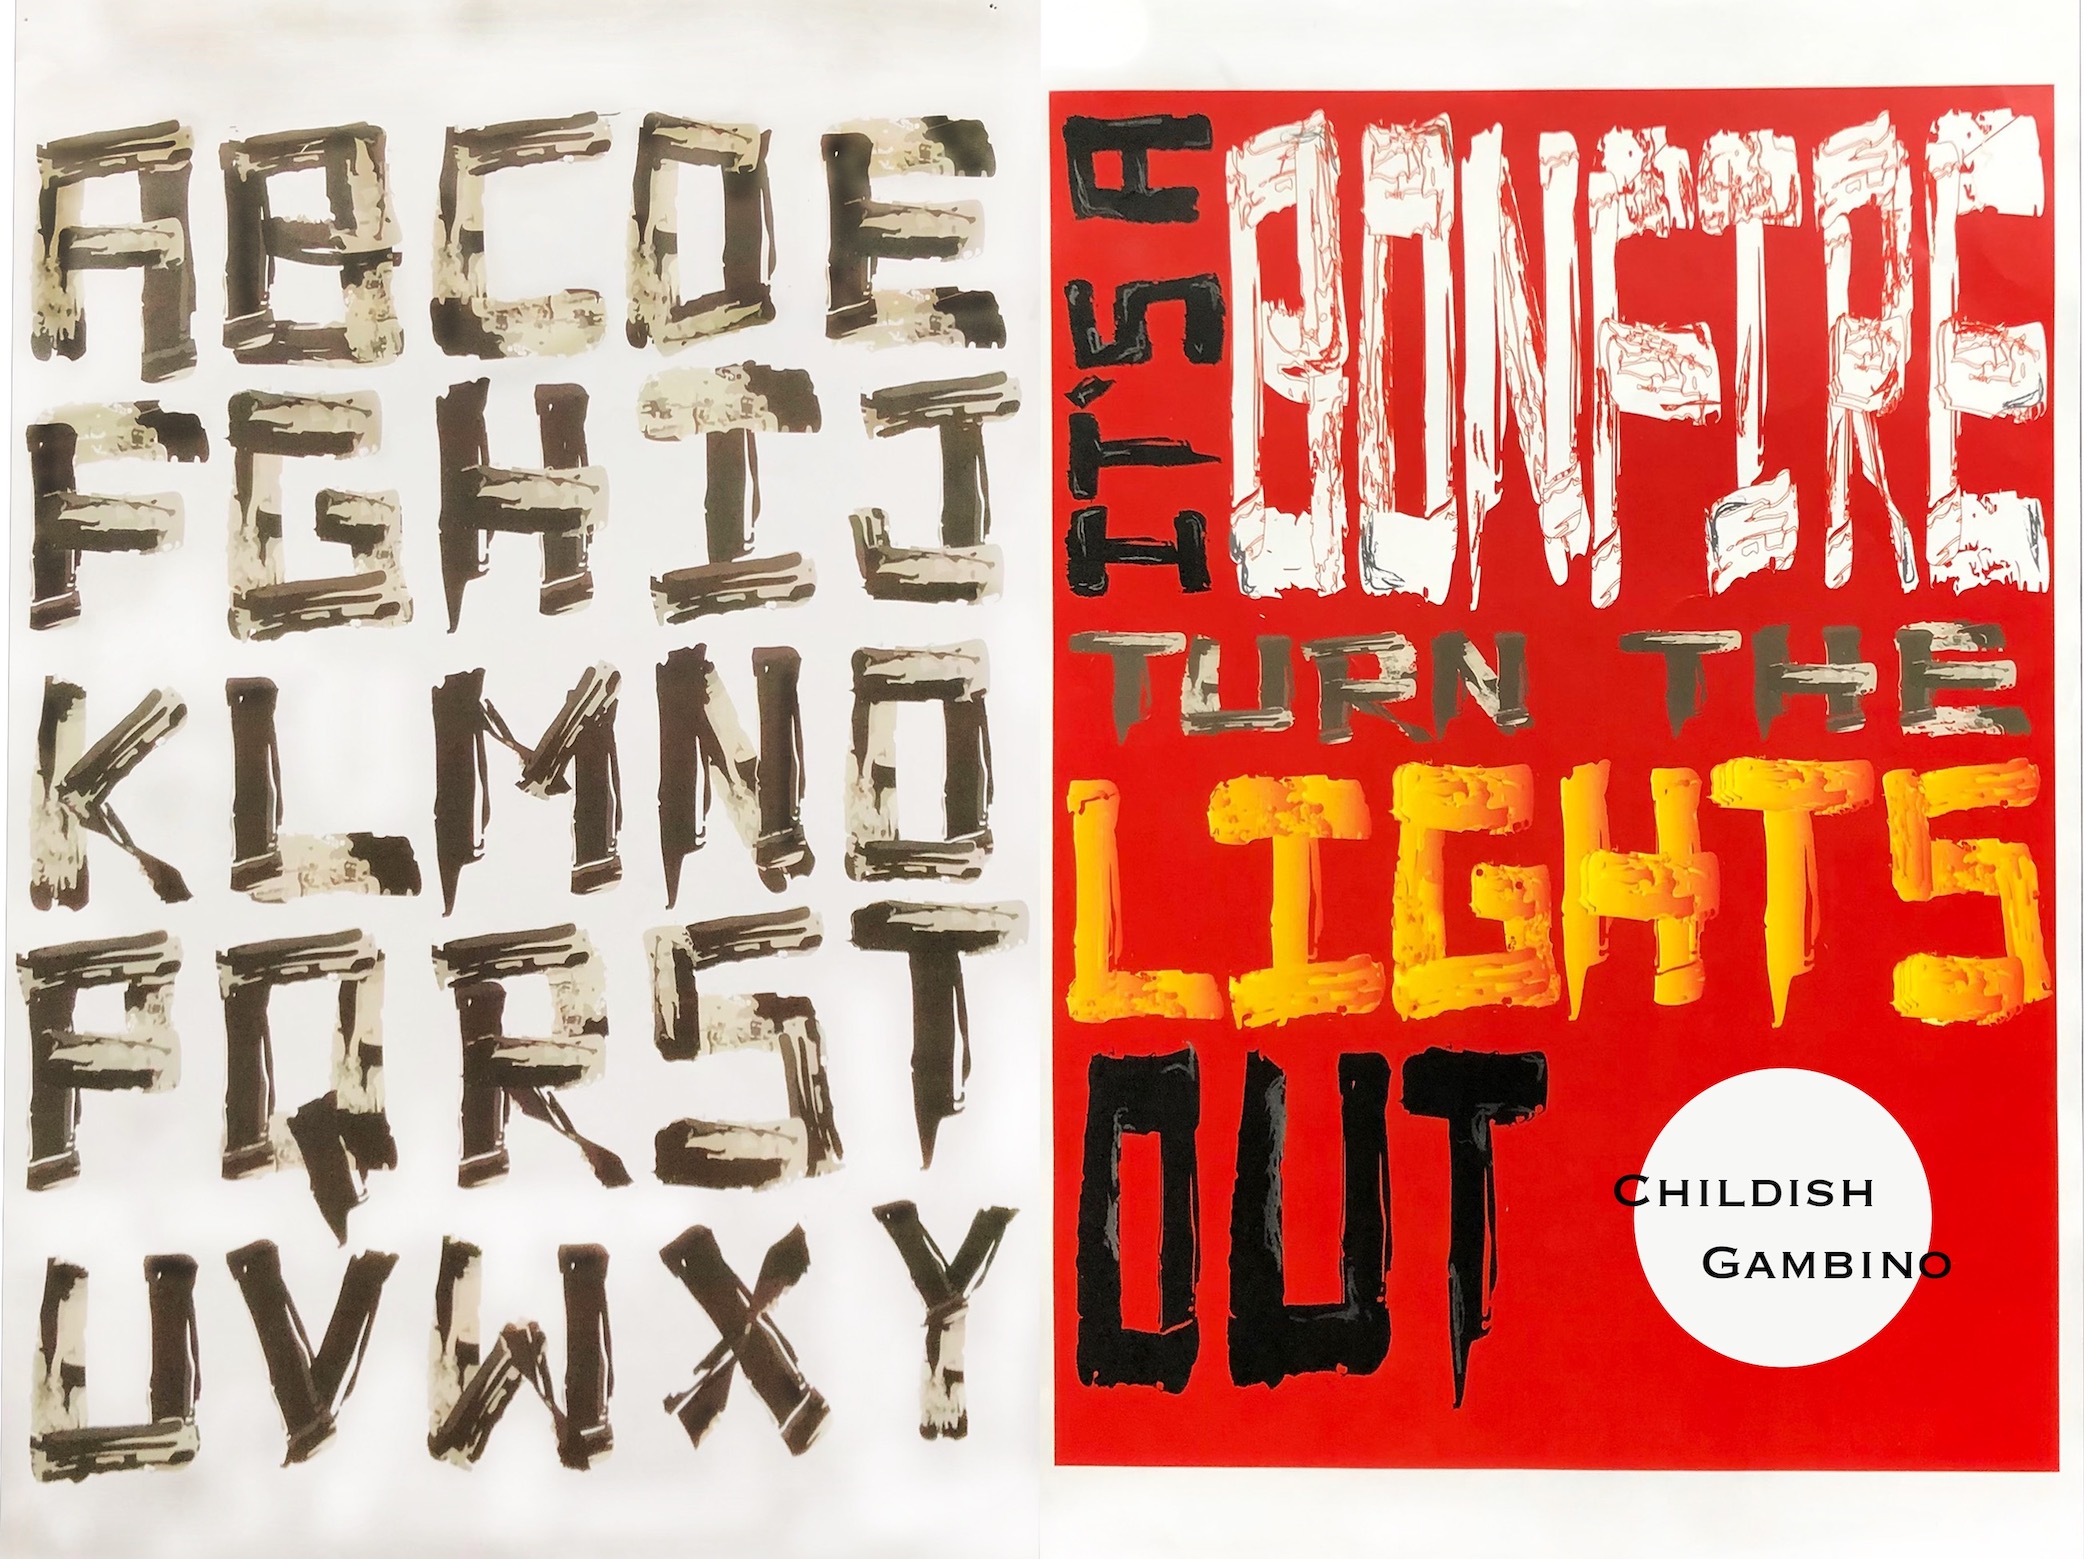 ABCDE
FGHIJ
KLMNO
PQRST
UVWXY
IT'S A
BONFIRE
TURN THE
LIGHTS
OUT
CHILDISH
GAMBINO